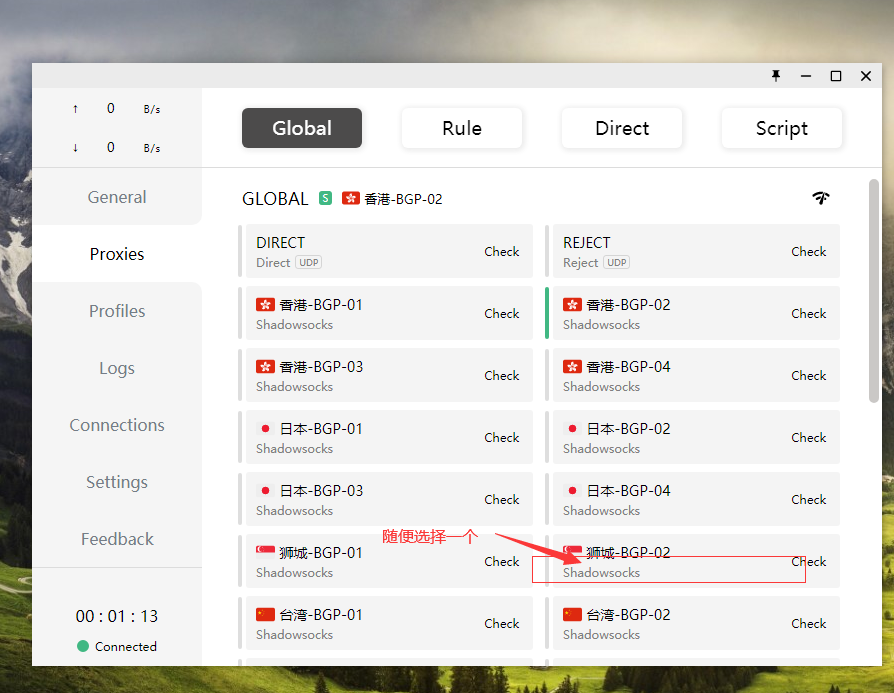 ↑ 0 B/s
↓ 0 B/s
Global Rule Direct Script
General
Proxies
Profiles
Logs
Connections
Settings
Feedback
00 : 01 : 13
Connected
GLOBAL S 香港-BGP-02
DIRECT
Direct UDP
Check
REJECT
Reject UDP
Check
香港-BGP-01
Shadowsocks
Check
香港-BGP-02
Shadowsocks
Check
香港-BGP-03
Shadowsocks
Check
香港-BGP-04
Shadowsocks
Check
日本-BGP-01
Shadowsocks
Check
日本-BGP-02
Shadowsocks
Check
日本-BGP-03
Shadowsocks
Check
日本-BGP-04
Shadowsocks
Check
随便选择一个
狮城-BGP-01
Shadowsocks
Check
狮城-BGP-02
Shadowsocks
Check
台湾-BGP-01
Shadowsocks
Check
台湾-BGP-02
Shadowsocks
Check